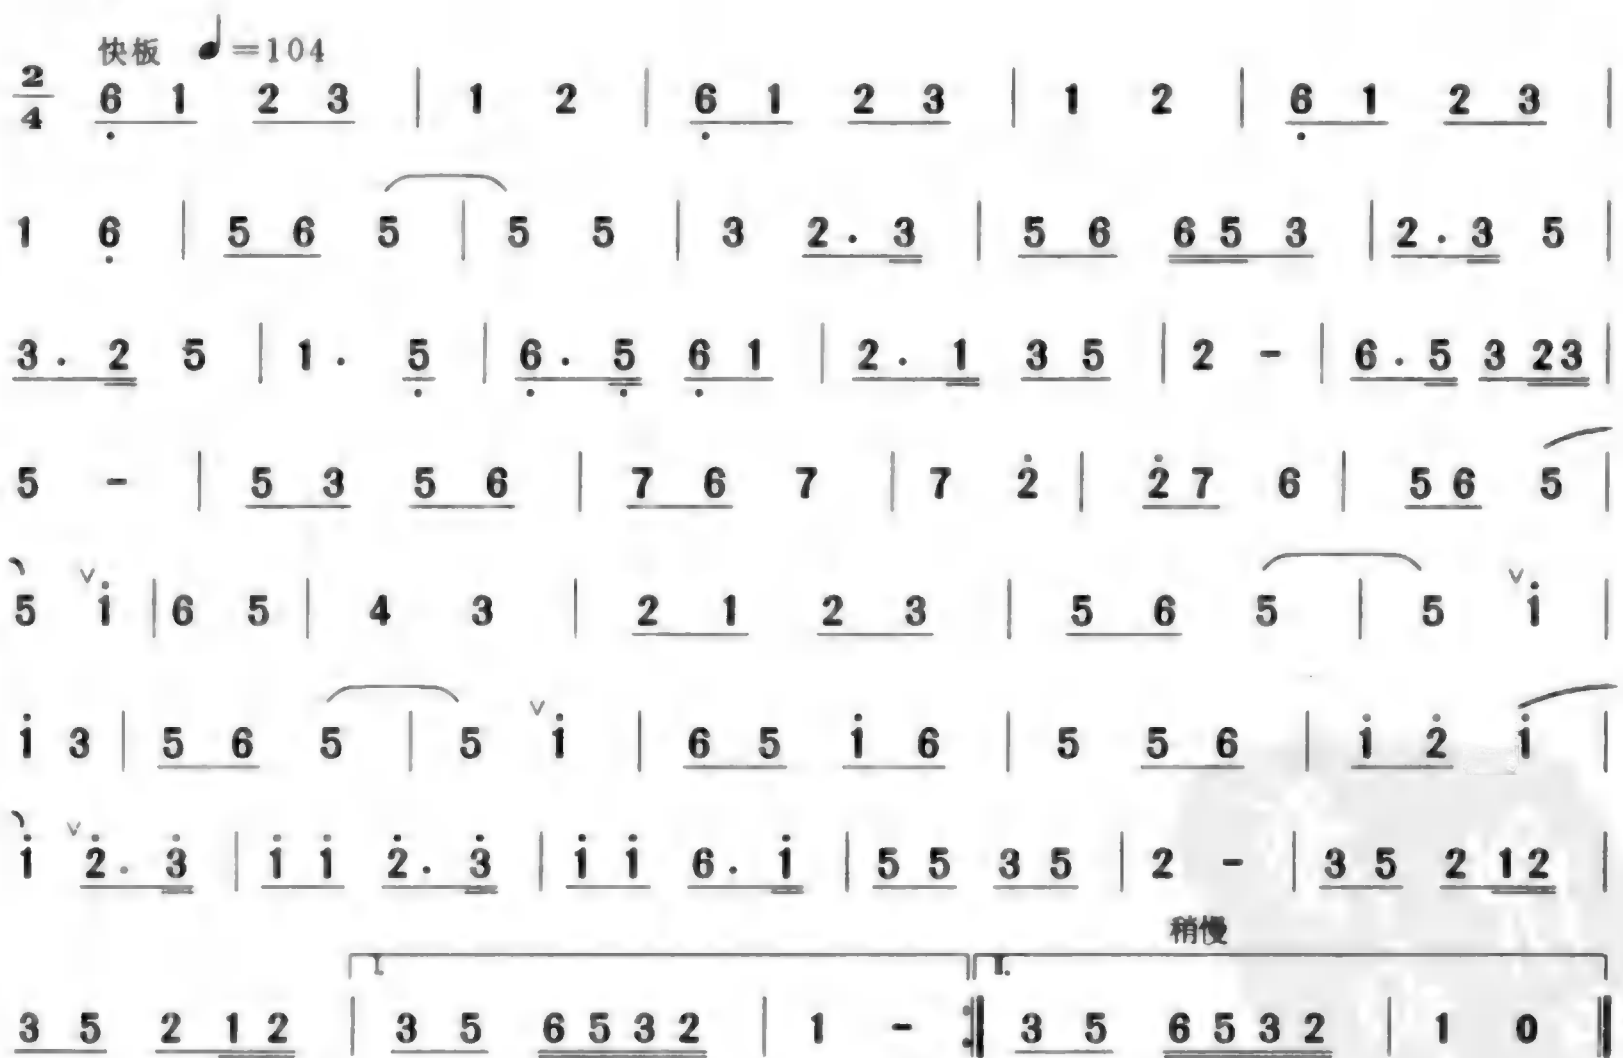 快板 ♩=104
2/4 6̣ 1 2 3 | 1 2 | 6̣ 1 2 3 | 1 2 | 6̣ 1 2 3 |
1 6̣ | 5 6 5 | 5 5 | 3 2 · 3 | 5 6 6 5 3 | 2 · 3 5 |
3 · 2 5 | 1 · 5̣ | 6̣ · 5̣ 6̣ 1 | 2 · 1 3 5 | 2 - | 6 · 5 3 2 3 |
5 - | 5 3 5 6 | 7 6 7 | 7 2̇ | 2̇ 7 6 | 5 6 5 |
5 ∨ 1̇ | 6 5 | 4 3 | 2 1 2 3 | 5 6 5 | 5 ∨ 1̇ |
1̇ 3 | 5 6 5 | 5 ∨ 1̇ | 6 5 1̇ 6 | 5 5 6 | 1̇ 2̇ 1̇ |
1̇ ∨ 2̇ · 3̇ | 1̇ 1̇ 2̇ · 3̇ | 1̇ 1̇ 6 · 1̇ | 5 5 3 5 | 2 - | 3 5 2 1 2 |
稍慢
3 5 2 1 2 | I. 3 5 6 5 3 2 | 1 - :‖ I. 3 5 6 5 3 2 | 1 0 ‖